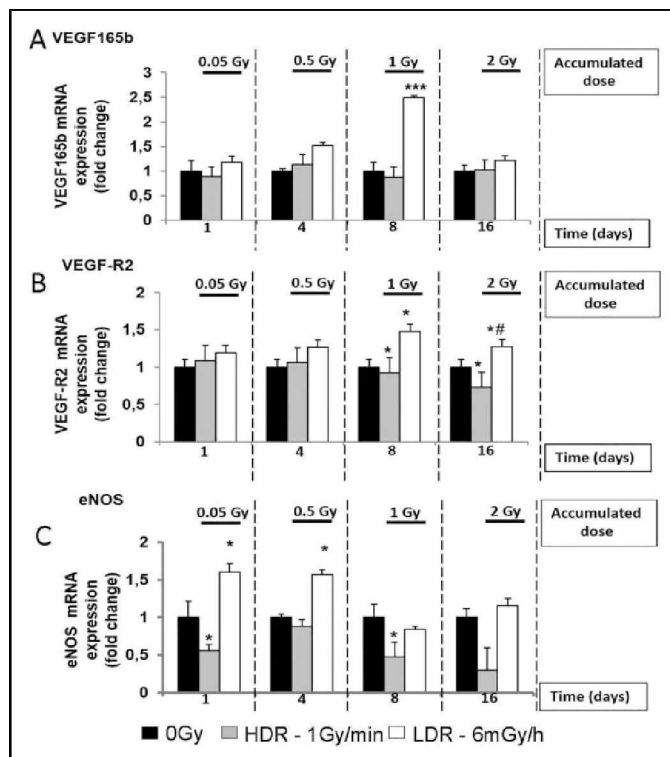 A VEGF165b
0.05 Gy 0.5 Gy 1 Gy 2 Gy Accumulated dose
VEGF165b mRNA expression (fold change)
3
2,5
2
1,5
1
0,5
0
***
1 4 8 16 Time (days)
B VEGF-R2
0.05 Gy 0.5 Gy 1 Gy 2 Gy Accumulated dose
VEGF-R2 mRNA expression (fold change)
2
1,5
1
0,5
0
* * * *#
1 4 8 16 Time (days)
C eNOS
0.05 Gy 0.5 Gy 1 Gy 2 Gy Accumulated dose
eNOS mRNA expression (fold change)
2
1,5
1
0,5
0
* * * *
1 4 8 16 Time (days)
0Gy HDR - 1Gy/min LDR - 6mGy/h